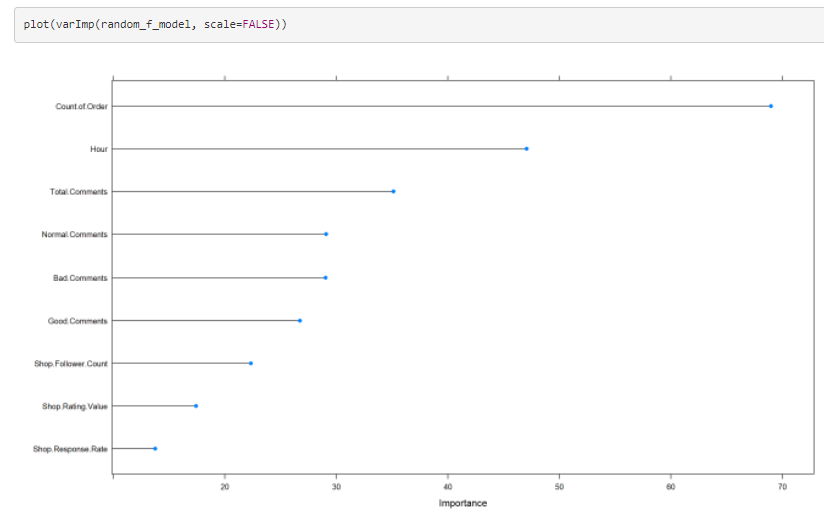 plot(varImp(random_f_model, scale=FALSE))
Count.of.Order
Hour
Total.Comments
Normal.Comments
Bad.Comments
Good.Comments
Shop.Follower.Count
Shop.Rating.Value
Shop.Response.Rate
20 30 40 50 60 70
Importance